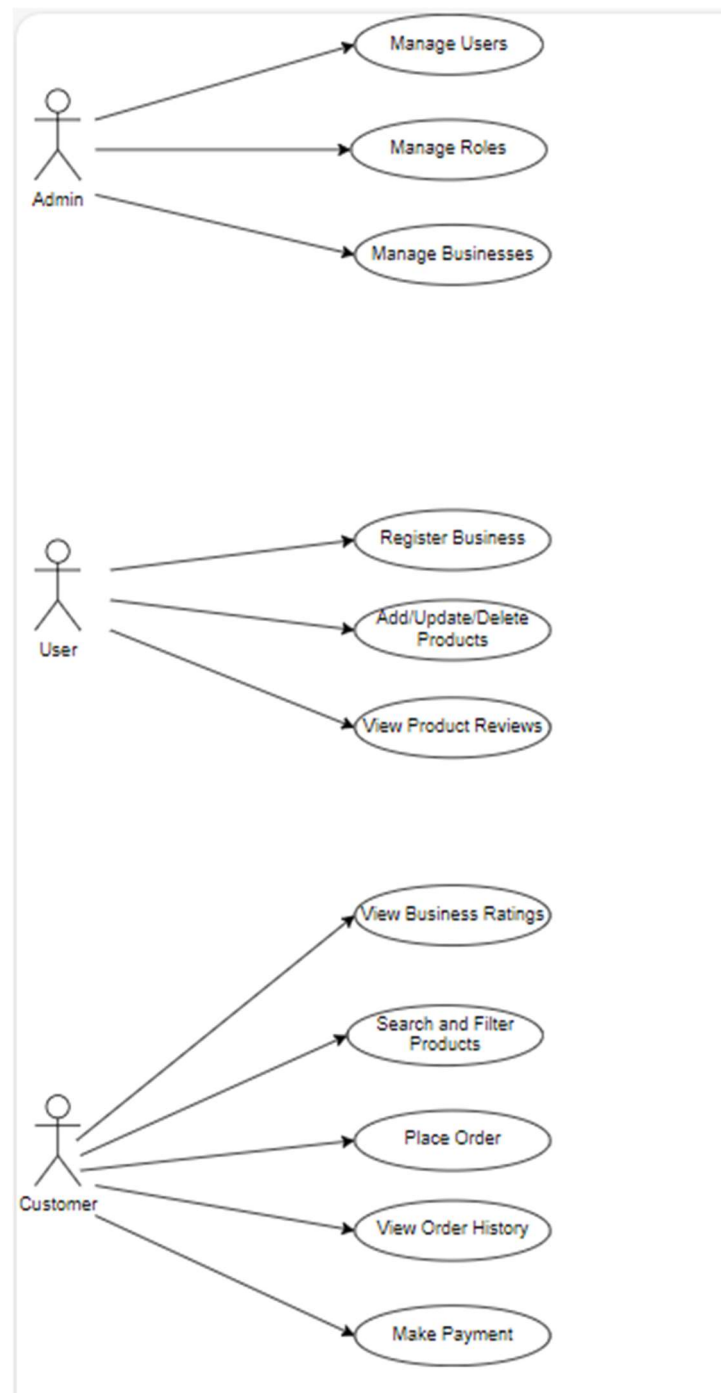 Manage Users
Manage Roles
Admin
Manage Businesses
Register Business
Add/Update/Delete
Products
User
View Product Reviews
View Business Ratings
Search and Filter
Products
Place Order
Customer
View Order History
Make Payment